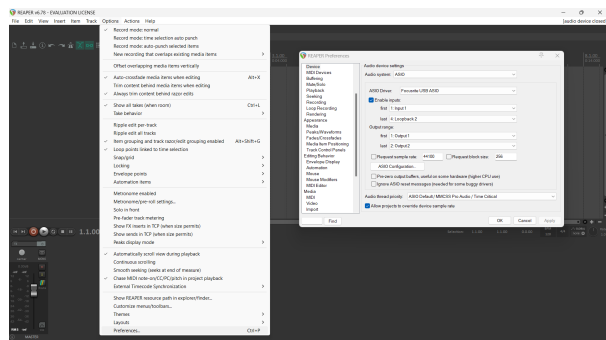 REAPER v6.78 - EVALUATION LICENSE
File Edit View Insert Item Track Options Actions Help
[audio device closed
Record mode: normal
Record mode: time selection auto punch
Record mode: auto-punch selected items
New recording that overlaps existing media items
Offset overlapping media items vertically
Auto-crossfade media items when editing Alt+X
Trim content behind media items when editing
Always trim content behind razor edits
Show all takes (when room) Ctrl+L
Take behavior
Ripple edit per-track
Ripple edit all tracks
Item grouping and track razor/edit grouping enabled Alt+Shift+G
Loop points linked to time selection
Snap/grid
Locking
Envelope points
Automation items
Metronome enabled
Metronome/pre-roll settings...
Solo in front
Pre-fader track metering
Show FX inserts in TCP (when size permits)
Show sends in TCP (when size permits)
Peaks display mode
Automatically scroll view during playback
Continuous scrolling
Smooth seeking (seeks at end of measure)
Chase MIDI note-on/CC/PC/pitch in project playback
External Timecode Synchronization
Show REAPER resource path in explorer/finder...
Customize menus/toolbars...
Themes
Layouts
Preferences... Ctrl+P
REAPER Preferences
Device
MIDI Devices
Buffering
Mute/Solo
Playback
Seeking
Recording
Loop Recording
Rendering
Appearance
Media
Peaks/Waveforms
Fades/Crossfades
Media Item Positioning
Track Control Panels
Editing Behavior
Envelope Display
Automation
Mouse
Mouse Modifiers
MIDI Editor
Media
MIDI
Video
Import
Audio device settings
Audio system: ASIO
ASIO Driver: Focusrite USB ASIO
Enable inputs:
first 1: Input 1
last 4: Loopback 2
Output range:
first 1: Output 1
last 2: Output 2
Request sample rate: 44100 Request block size: 256
ASIO Configuration...
Pre-zero output buffers, useful on some hardware (higher CPU use)
Ignore ASIO reset messages (needed for some buggy drivers)
Audio thread priority: ASIO Default / MMCSS Pro Audio / Time Critical
Allow projects to override device sample rate
Find OK Cancel Apply
1.1.00
MASTER